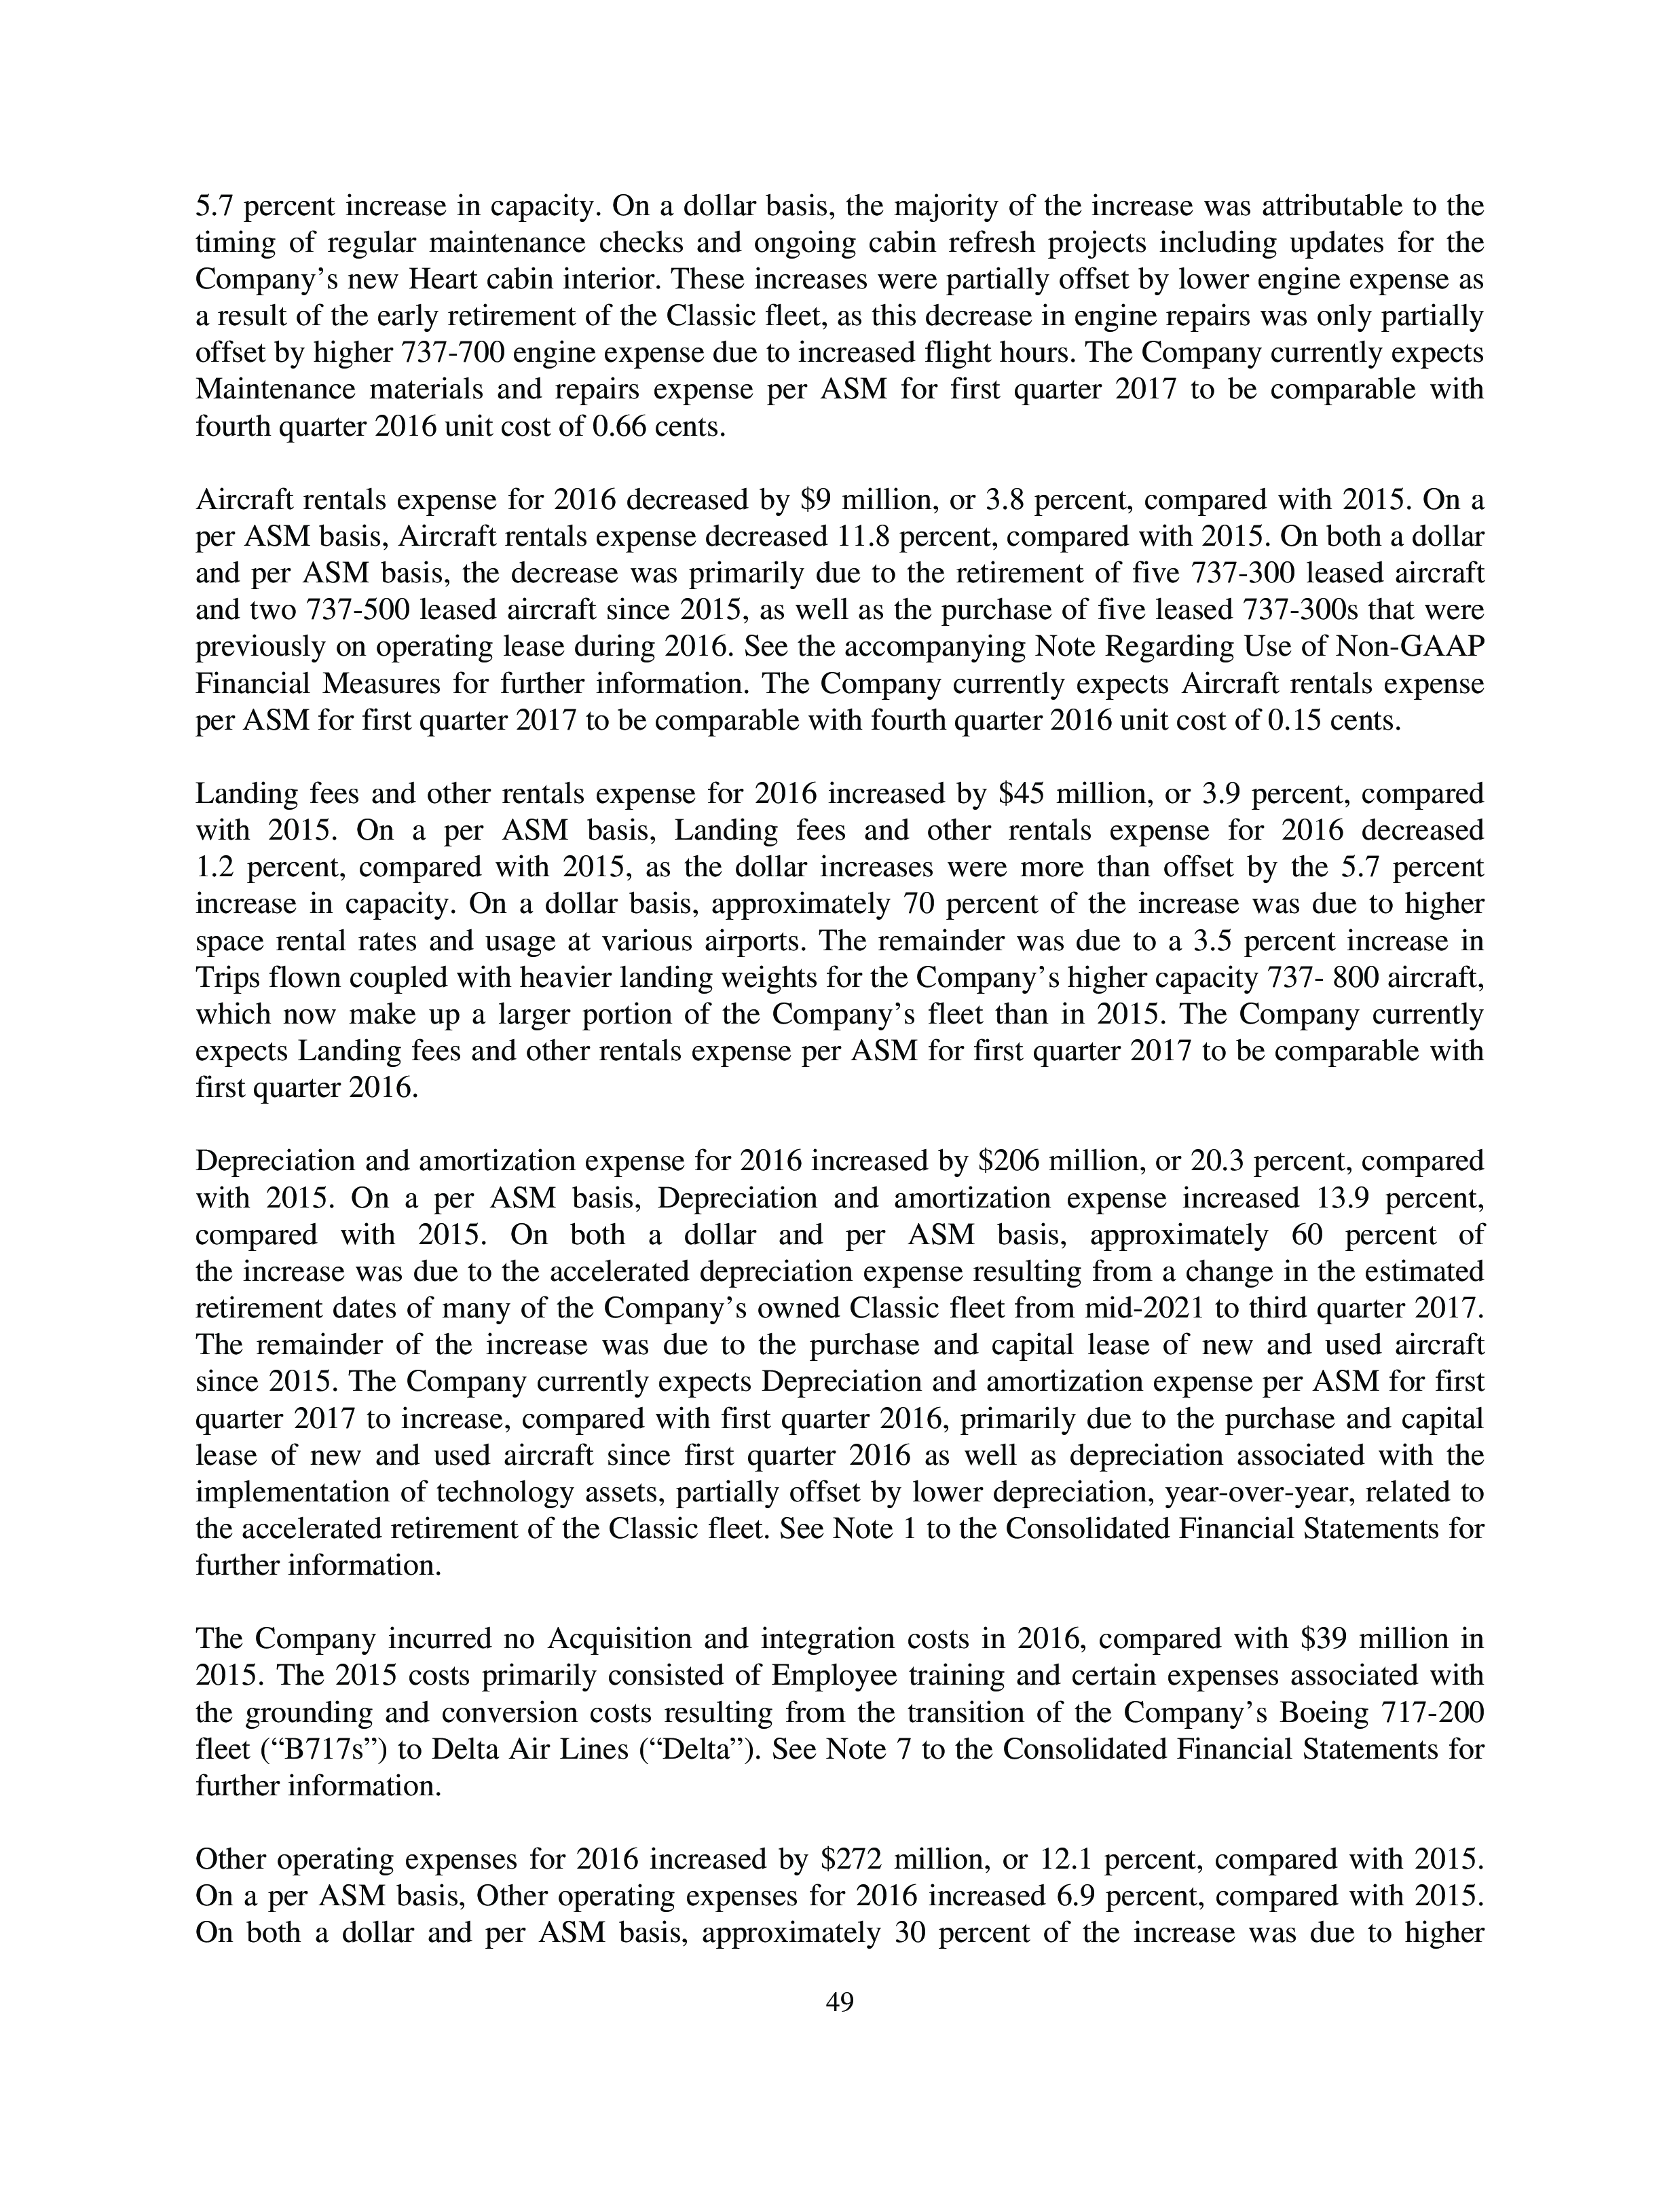 5.7 percent increase in capacity. On a dollar basis, the majority of the increase was attributable to the
timing of regular maintenance checks and ongoing cabin refresh projects including updates for the
Company’s new Heart cabin interior. These increases were partially offset by lower engine expense as
a result of the early retirement of the Classic fleet, as this decrease in engine repairs was only partially
offset by higher 737-700 engine expense due to increased flight hours. The Company currently expects
Maintenance materials and repairs expense per ASM for first quarter 2017 to be comparable with
fourth quarter 2016 unit cost of 0.66 cents.
Aircraft rentals expense for 2016 decreased by $9 million, or 3.8 percent, compared with 2015. On a
per ASM basis, Aircraft rentals expense decreased 11.8 percent, compared with 2015. On both a dollar
and per ASM basis, the decrease was primarily due to the retirement of five 737-300 leased aircraft
and two 737-500 leased aircraft since 2015, as well as the purchase of five leased 737-300s that were
previously on operating lease during 2016. See the accompanying Note Regarding Use of Non-GAAP
Financial Measures for further information. The Company currently expects Aircraft rentals expense
per ASM for first quarter 2017 to be comparable with fourth quarter 2016 unit cost of 0.15 cents.
Landing fees and other rentals expense for 2016 increased by $45 million, or 3.9 percent, compared
with 2015. On a per ASM basis, Landing fees and other rentals expense for 2016 decreased
1.2 percent, compared with 2015, as the dollar increases were more than offset by the 5.7 percent
increase in capacity. On a dollar basis, approximately 70 percent of the increase was due to higher
space rental rates and usage at various airports. The remainder was due to a 3.5 percent increase in
Trips flown coupled with heavier landing weights for the Company’s higher capacity 737- 800 aircraft,
which now make up a larger portion of the Company’s fleet than in 2015. The Company currently
expects Landing fees and other rentals expense per ASM for first quarter 2017 to be comparable with
first quarter 2016.
Depreciation and amortization expense for 2016 increased by $206 million, or 20.3 percent, compared
with 2015. On a per ASM basis, Depreciation and amortization expense increased 13.9 percent,
compared with 2015. On both a dollar and per ASM basis, approximately 60 percent of
the increase was due to the accelerated depreciation expense resulting from a change in the estimated
retirement dates of many of the Company’s owned Classic fleet from mid-2021 to third quarter 2017.
The remainder of the increase was due to the purchase and capital lease of new and used aircraft
since 2015. The Company currently expects Depreciation and amortization expense per ASM for first
quarter 2017 to increase, compared with first quarter 2016, primarily due to the purchase and capital
lease of new and used aircraft since first quarter 2016 as well as depreciation associated with the
implementation of technology assets, partially offset by lower depreciation, year-over-year, related to
the accelerated retirement of the Classic fleet. See Note 1 to the Consolidated Financial Statements for
further information.
The Company incurred no Acquisition and integration costs in 2016, compared with $39 million in
2015. The 2015 costs primarily consisted of Employee training and certain expenses associated with
the grounding and conversion costs resulting from the transition of the Company’s Boeing 717-200
fleet (“B717s”) to Delta Air Lines (“Delta”). See Note 7 to the Consolidated Financial Statements for
further information.
Other operating expenses for 2016 increased by $272 million, or 12.1 percent, compared with 2015.
On a per ASM basis, Other operating expenses for 2016 increased 6.9 percent, compared with 2015.
On both a dollar and per ASM basis, approximately 30 percent of the increase was due to higher
49